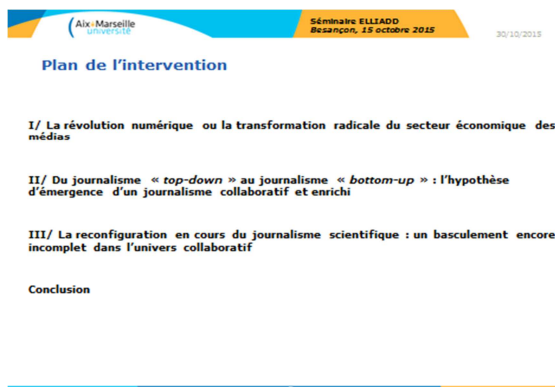 Aix+Marseille
université
Séminaire ELLIADD
Besançon, 15 octobre 2015
30/10/2015
Plan de l’intervention
I/ La révolution numérique ou la transformation radicale du secteur économique des
médias
II/ Du journalisme « top-down » au journalisme « bottom-up » : l’hypothèse
d’émergence d’un journalisme collaboratif et enrichi
III/ La reconfiguration en cours du journalisme scientifique : un basculement encore
incomplet dans l’univers collaboratif
Conclusion